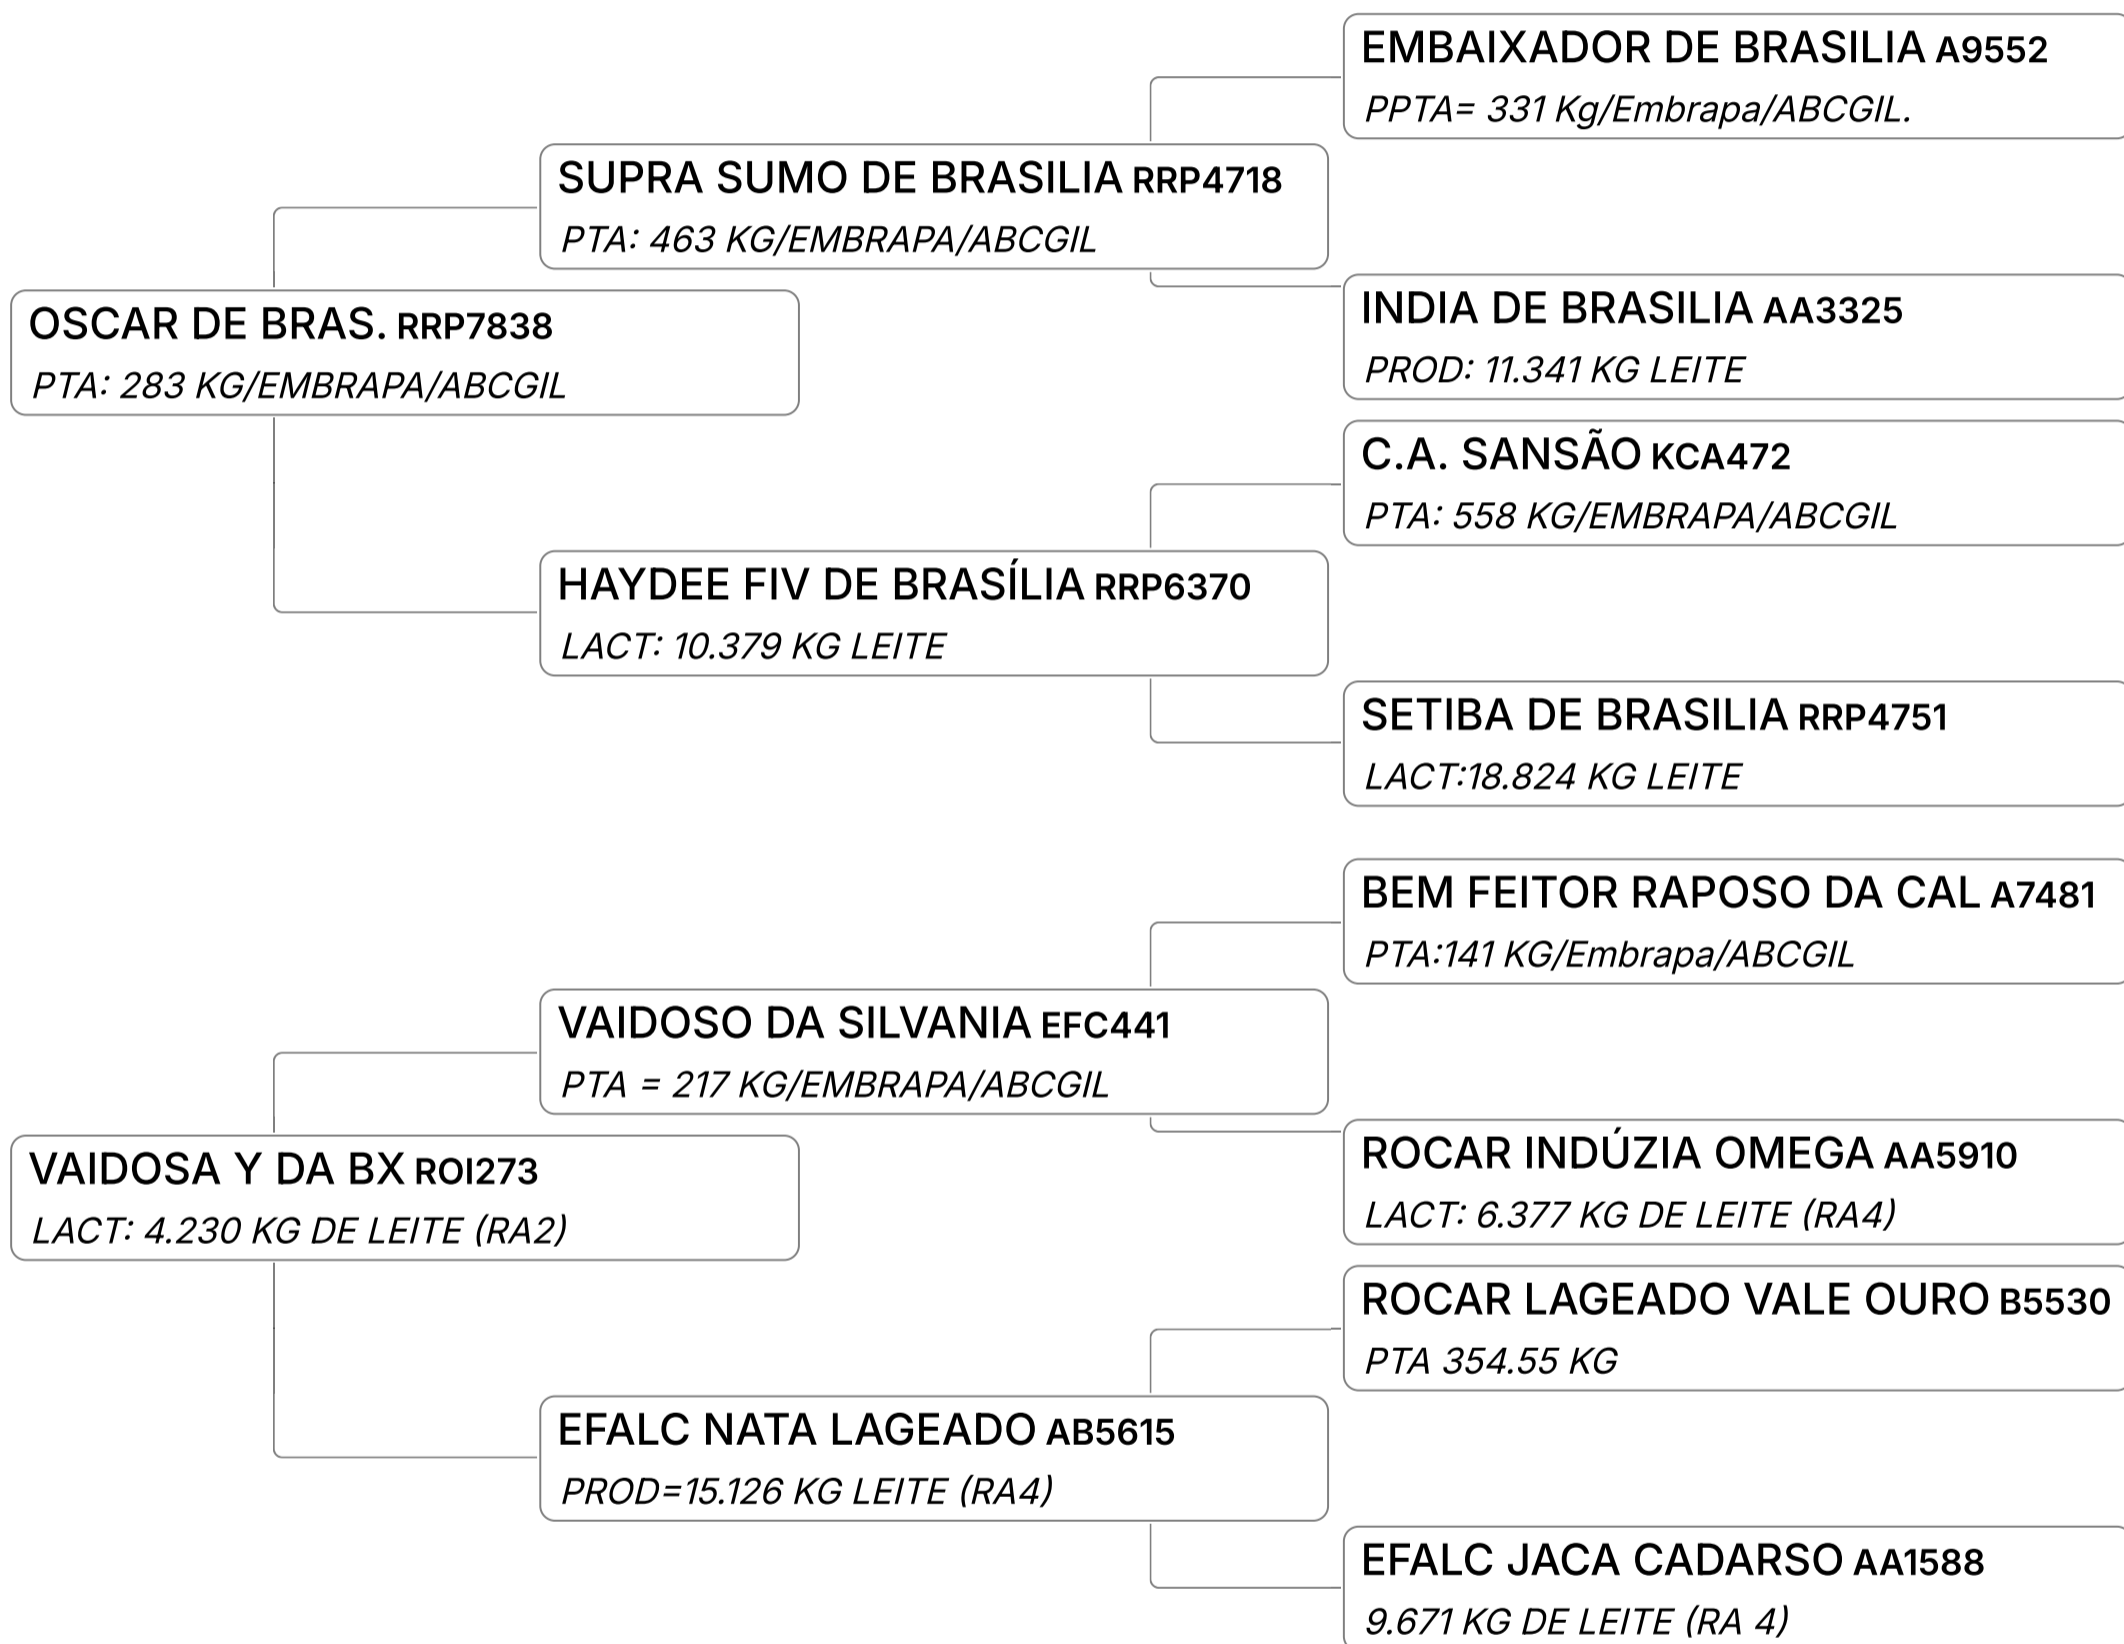 EMBAIXADOR DE BRASILIA A9552
PPTA= 331 Kg/Embrapa/ABCGIL.
SUPRA SUMO DE BRASILIA RRP4718
PTA: 463 KG/EMBRAPA/ABCGIL
INDIA DE BRASILIA AA3325
PROD: 11.341 KG LEITE
OSCAR DE BRAS. RRP7838
PTA: 283 KG/EMBRAPA/ABCGIL
C.A. SANSÃO KCA472
PTA: 558 KG/EMBRAPA/ABCGIL
HAYDEE FIV DE BRASÍLIA RRP6370
LACT: 10.379 KG LEITE
SETIBA DE BRASILIA RRP4751
LACT:18.824 KG LEITE
BEM FEITOR RAPOSO DA CAL A7481
PTA:141 KG/Embrapa/ABCGIL
VAIDOSO DA SILVANIA EFC441
PTA = 217 KG/EMBRAPA/ABCGIL
ROCAR INDÚZIA OMEGA AA5910
LACT: 6.377 KG DE LEITE (RA4)
VAIDOSA Y DA BX ROI273
LACT: 4.230 KG DE LEITE (RA2)
ROCAR LAGEADO VALE OURO B5530
PTA 354.55 KG
EFALC NATA LAGEADO AB5615
PROD=15.126 KG LEITE (RA4)
EFALC JACA CADARSO AA1588
9.671 KG DE LEITE (RA 4)